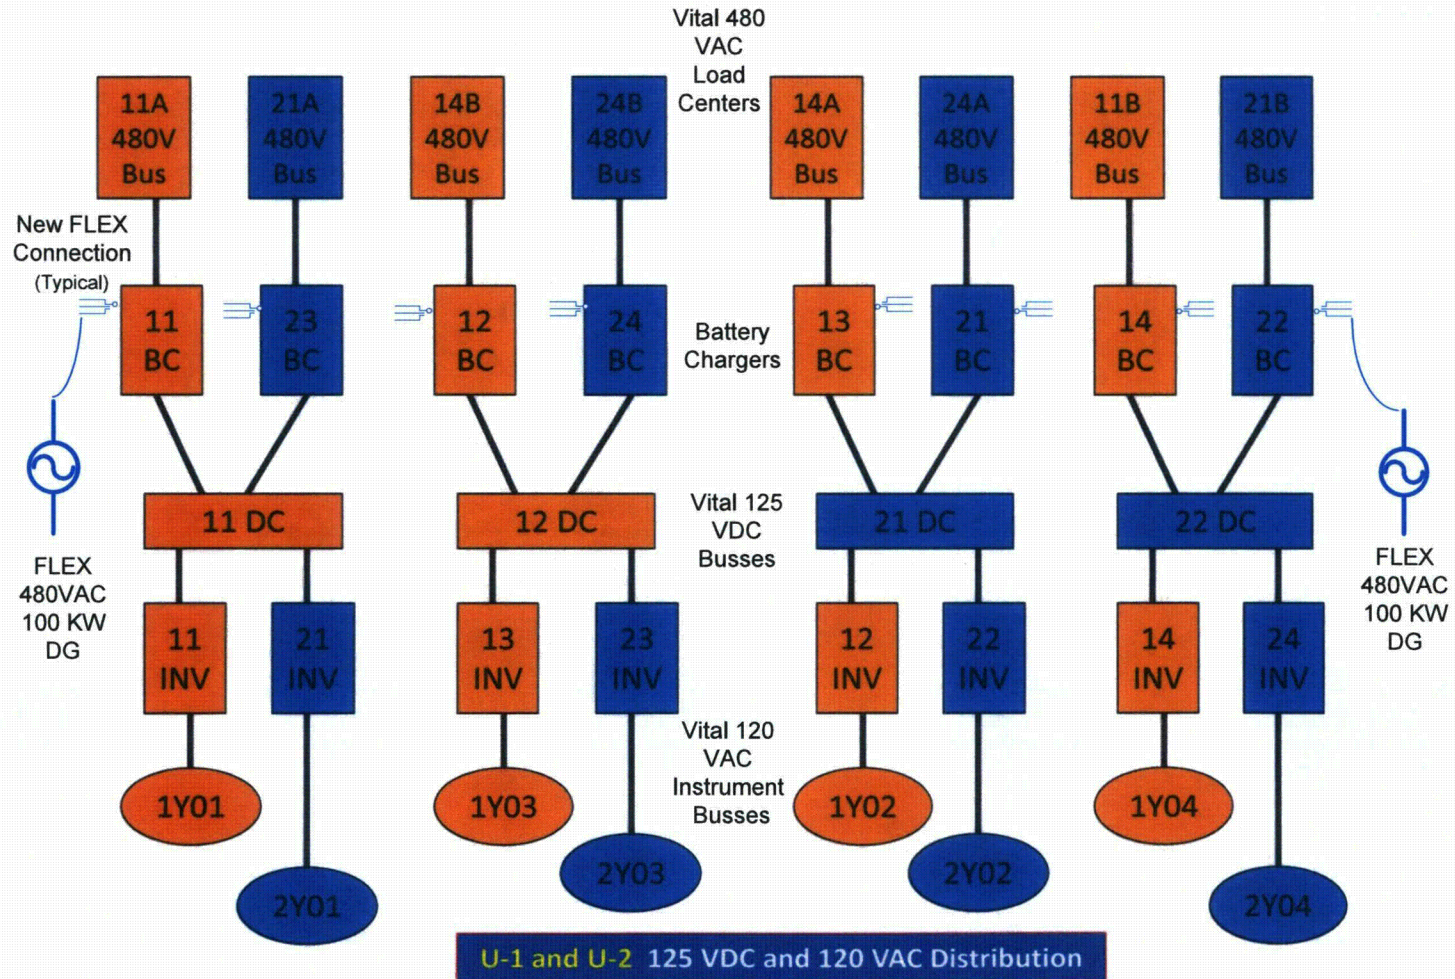 Vital 480
VAC
Load
Centers
11A
480V
Bus
21A
480V
Bus
14B
480V
Bus
24B
480V
Bus
14A
480V
Bus
24A
480V
Bus
11B
480V
Bus
21B
480V
Bus
New FLEX
Connection
(Typical)
11
BC
23
BC
12
BC
24
BC
Battery
Chargers
13
BC
21
BC
14
BC
22
BC
FLEX
480VAC
100 KW
DG
11 DC
12 DC
Vital 125
VDC
Busses
21 DC
22 DC
FLEX
480VAC
100 KW
DG
11
INV
21
INV
13
INV
23
INV
12
INV
22
INV
14
INV
24
INV
Vital 120
VAC
Instrument
Busses
1Y01
1Y03
1Y02
1Y04
2Y01
2Y03
2Y02
2Y04
U-1 and U-2 125 VDC and 120 VAC Distribution